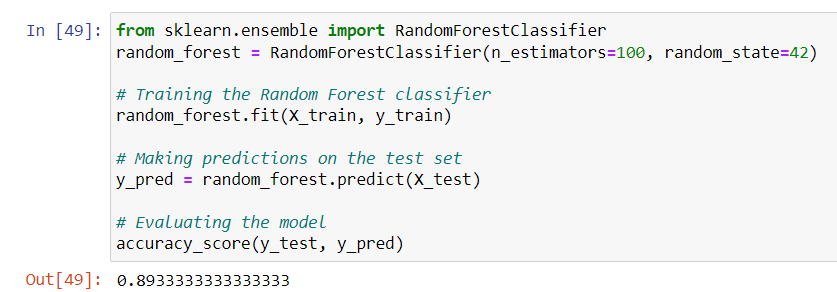 In [49]: from sklearn.ensemble import RandomForestClassifier
random_forest = RandomForestClassifier(n_estimators=100, random_state=42)
# Training the Random Forest classifier
random_forest.fit(X_train, y_train)
# Making predictions on the test set
y_pred = random_forest.predict(X_test)
# Evaluating the model
accuracy_score(y_test, y_pred)
Out[49]: 0.8933333333333333